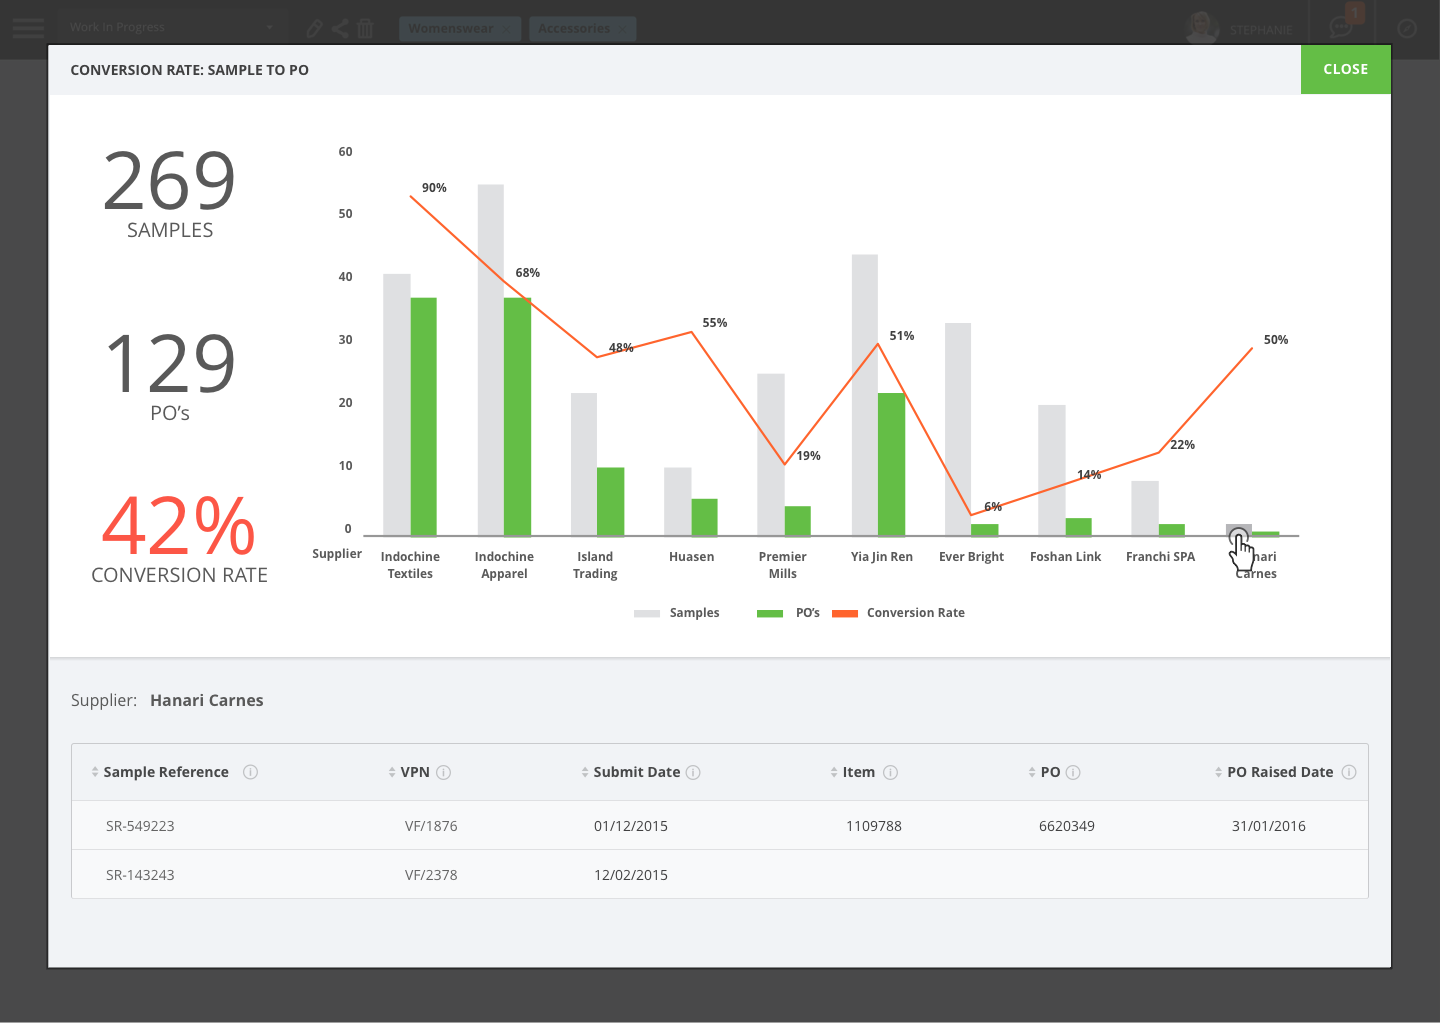 Work in Progress
Womenswear ×
Accessories ×
STEPHANIE
1
CONVERSION RATE: SAMPLE TO PO
CLOSE
269
SAMPLES
129
PO's
42%
CONVERSION RATE
60
50
40
30
20
10
0
90%
68%
48%
55%
19%
51%
6%
14%
22%
50%
Supplier
Indochine
Textiles
Indochine
Apparel
Island
Trading
Huasen
Premier
Mills
Yia Jin Ren
Ever Bright
Foshan Link
Franchi SPA
nari
Carnes
Samples
PO's
Conversion Rate
Supplier: Hanari Carnes
Sample Reference VPN Submit Date Item PO PO Raised Date
SR-549223 VF/1876 01/12/2015 1109788 6620349 31/01/2016
SR-143243 VF/2378 12/02/2015